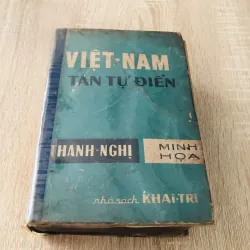 VIỆT-NAM
TÂN TỰ ĐIỂN
THANH-NGHỊ
MINH
HỌA
nhà sách KHAI-TRÍ